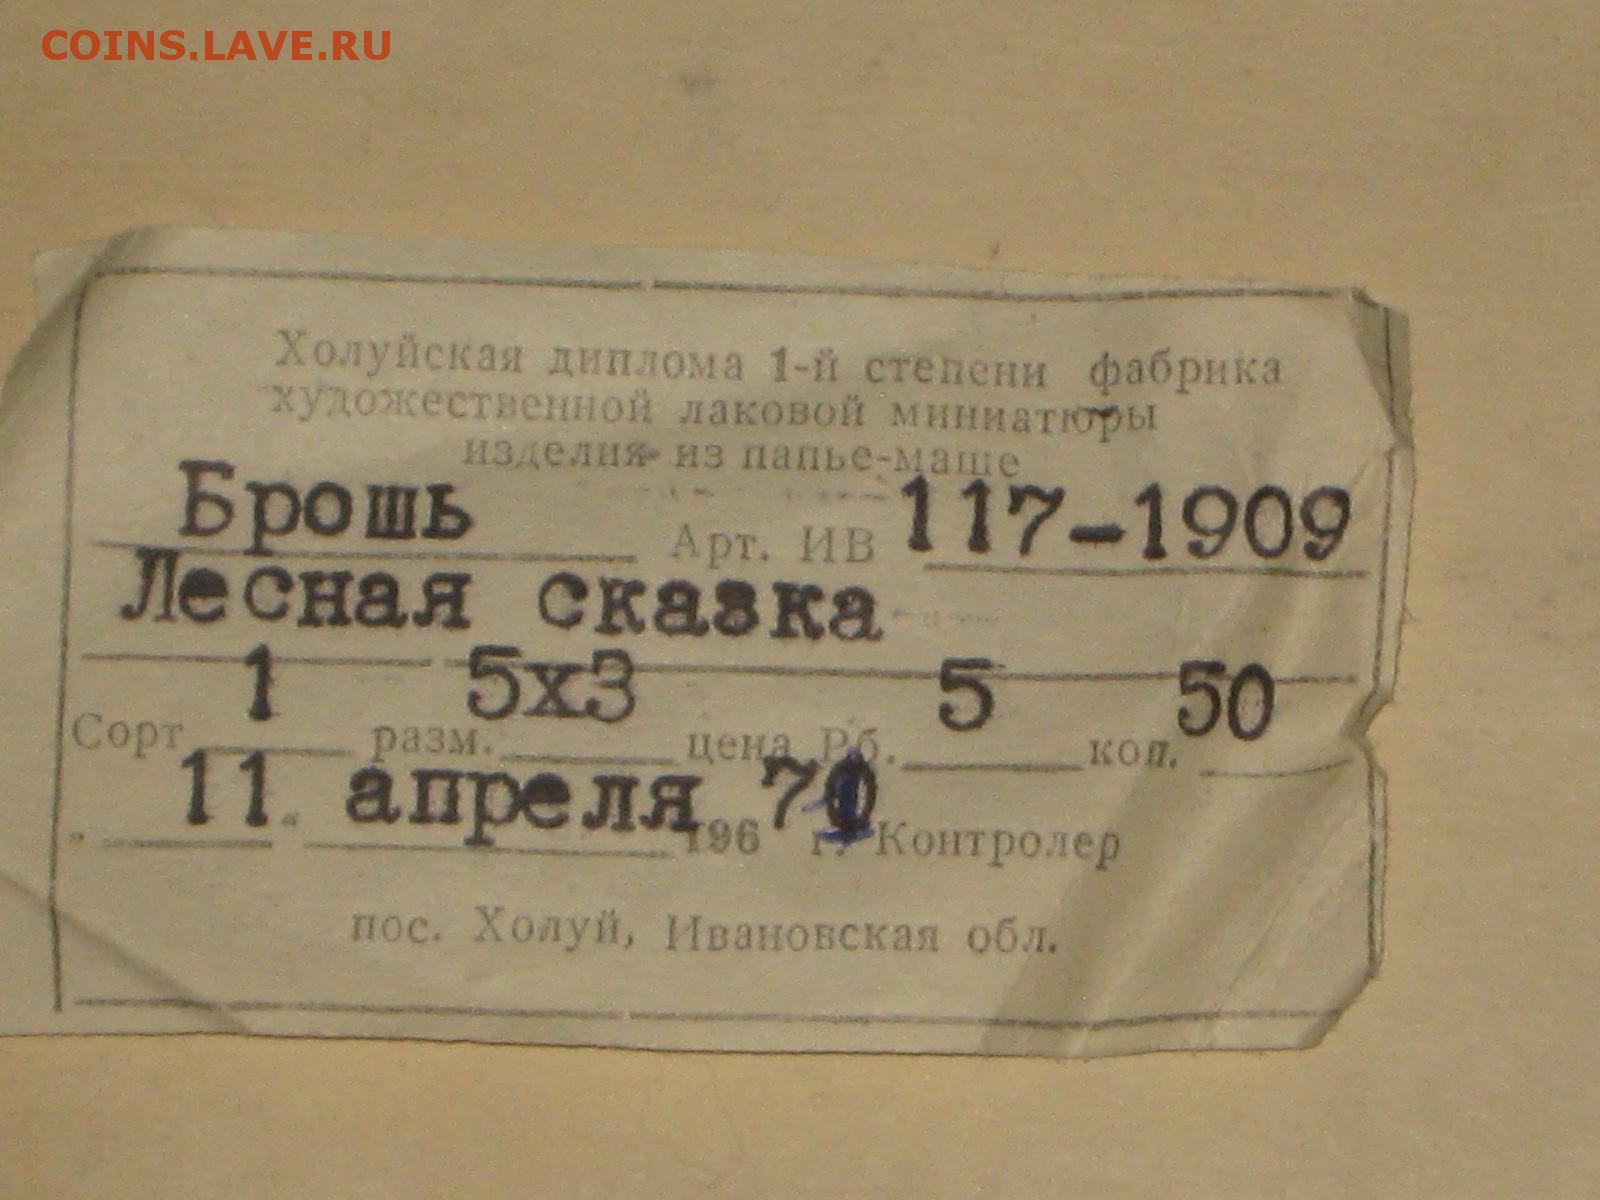 COINS.LAVE.RU
Холуйская диплома 1-й степени фабрика
художественной лаковой миниатюры
изделия из папье-маше
Брошь Арт. ИВ 117-1909
Лесная сказка
Сорт 1 разм. 5х3 цена Рб. 5 коп. 50
„ 11 “ апреля 196 71 г. Контролер
пос. Холуй, Ивановская обл.